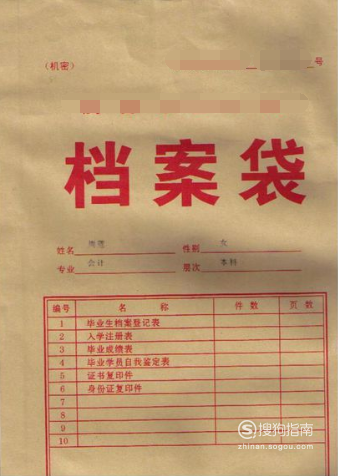 (机密)
号
档案袋
姓名 性别 女
专业 会计 层次 本科
编号 名称 件数 页数
1 毕业生档案登记表
2 入学注册表
3 毕业成绩表
4 毕业学员自我鉴定表
5 证书复印件
6 身份证复印件
7
8
9
10
搜狗指南
zhinan.sogou.com